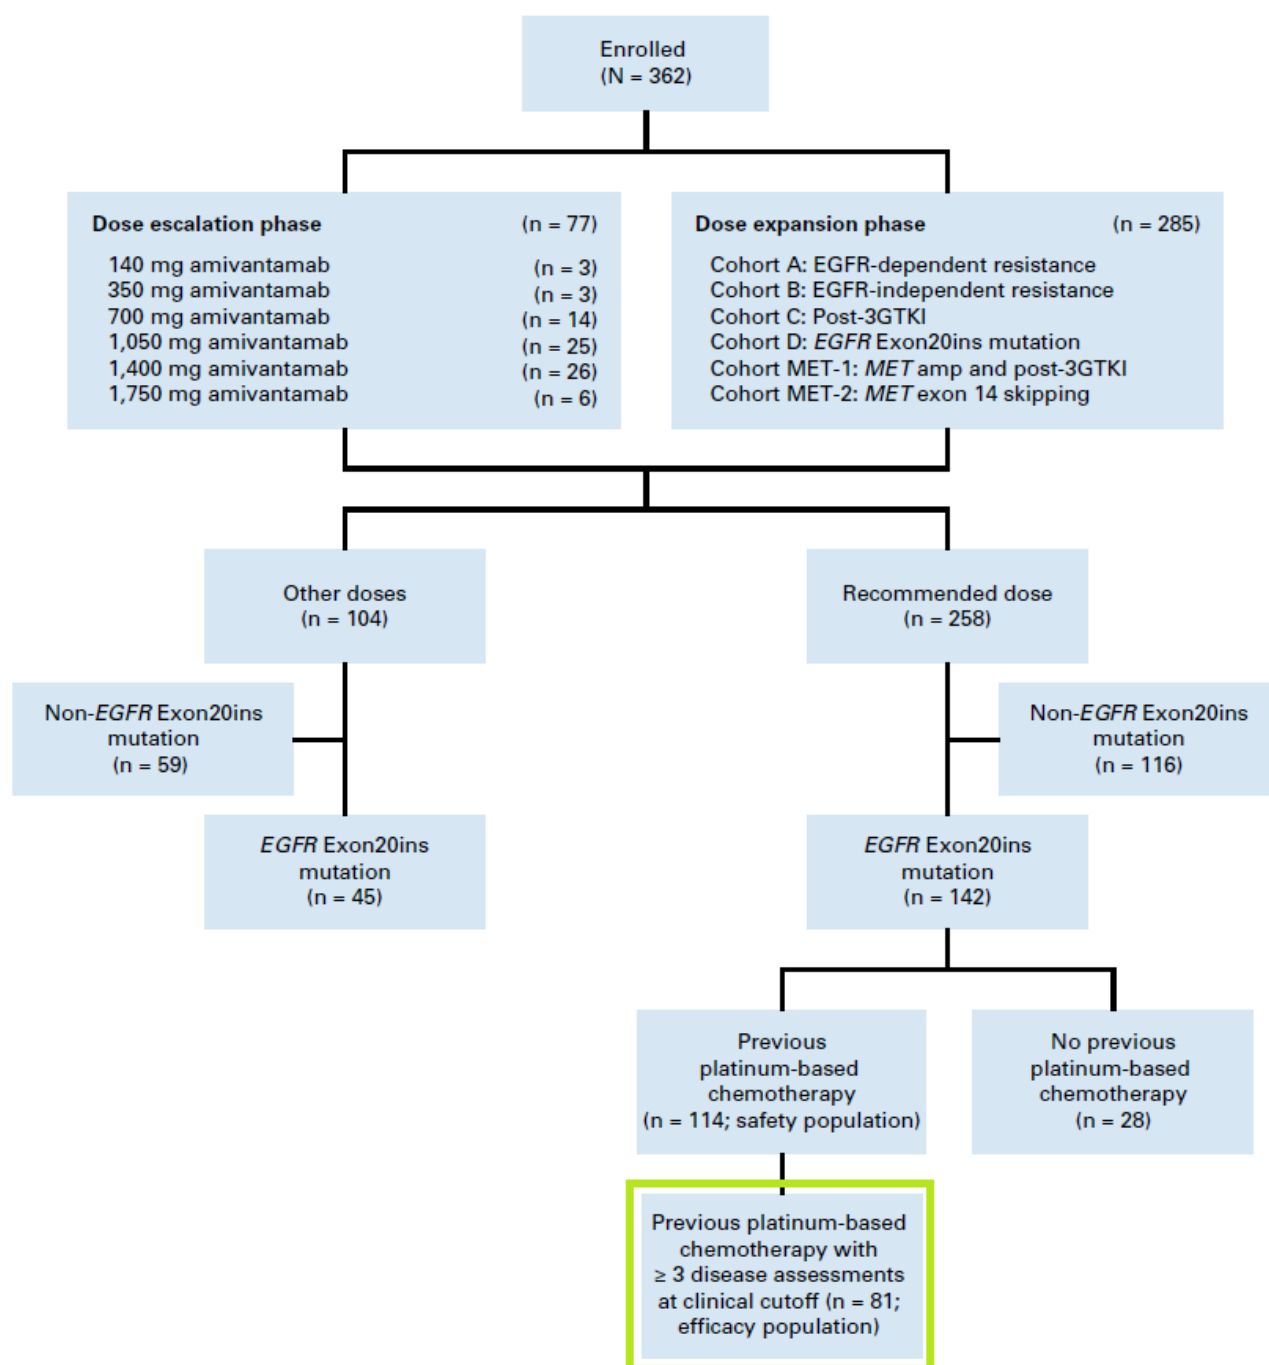 Enrolled
(N = 362)
Dose escalation phase (n = 77)
140 mg amivantamab (n = 3)
350 mg amivantamab (n = 3)
700 mg amivantamab (n = 14)
1,050 mg amivantamab (n = 25)
1,400 mg amivantamab (n = 26)
1,750 mg amivantamab (n = 6)
Dose expansion phase (n = 285)
Cohort A: EGFR-dependent resistance
Cohort B: EGFR-independent resistance
Cohort C: Post-3GTKI
Cohort D: EGFR Exon20ins mutation
Cohort MET-1: MET amp and post-3GTKI
Cohort MET-2: MET exon 14 skipping
Other doses
(n = 104)
Recommended dose
(n = 258)
Non-EGFR Exon20ins
mutation
(n = 59)
Non-EGFR Exon20ins
mutation
(n = 116)
EGFR Exon20ins
mutation
(n = 45)
EGFR Exon20ins
mutation
(n = 142)
Previous
platinum-based
chemotherapy
(n = 114; safety population)
No previous
platinum-based
chemotherapy
(n = 28)
Previous platinum-based
chemotherapy with
≥ 3 disease assessments
at clinical cutoff (n = 81;
efficacy population)